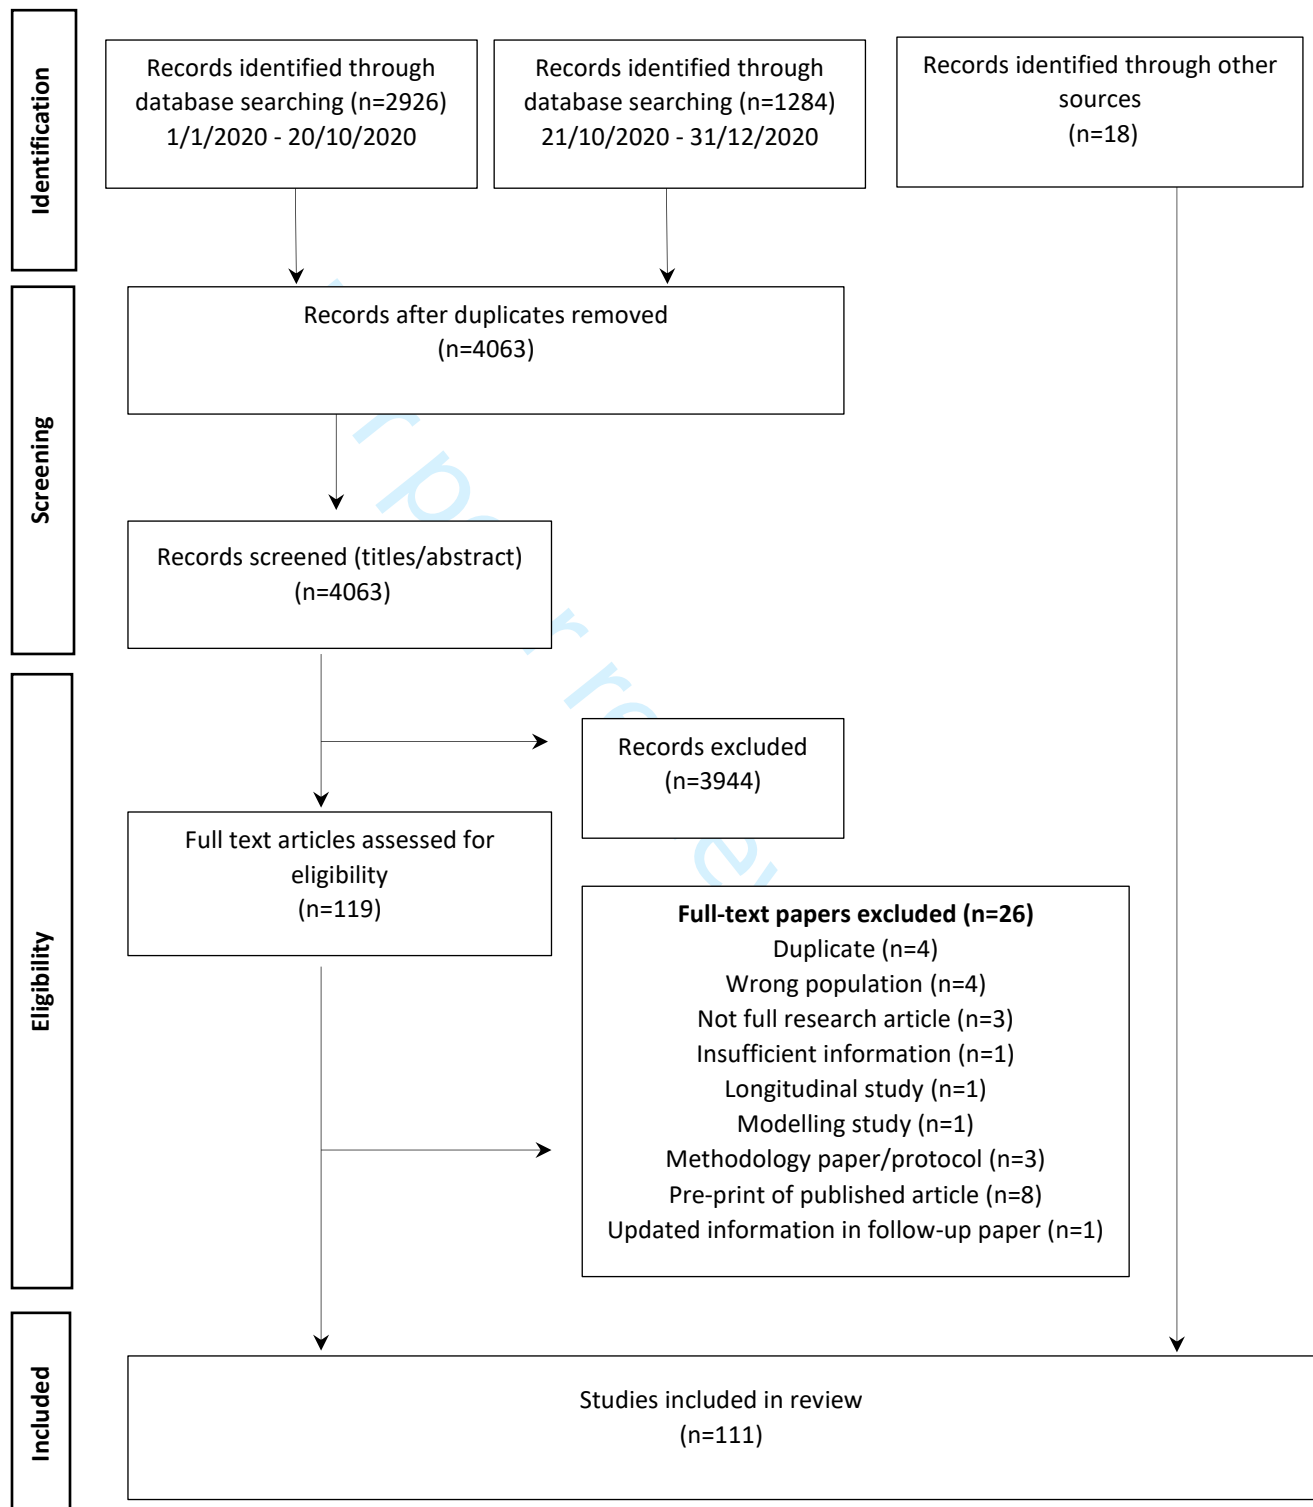 Identification
Records identified through
database searching (n=2926)
1/1/2020 - 20/10/2020
Records identified through
database searching (n=1284)
21/10/2020 - 31/12/2020
Records identified through other
sources
(n=18)
Screening
Records after duplicates removed
(n=4063)
Records screened (titles/abstract)
(n=4063)
Eligibility
Records excluded
(n=3944)
Full text articles assessed for
eligibility
(n=119)
Full-text papers excluded (n=26)
Duplicate (n=4)
Wrong population (n=4)
Not full research article (n=3)
Insufficient information (n=1)
Longitudinal study (n=1)
Modelling study (n=1)
Methodology paper/protocol (n=3)
Pre-print of published article (n=8)
Updated information in follow-up paper (n=1)
Included
Studies included in review
(n=111)